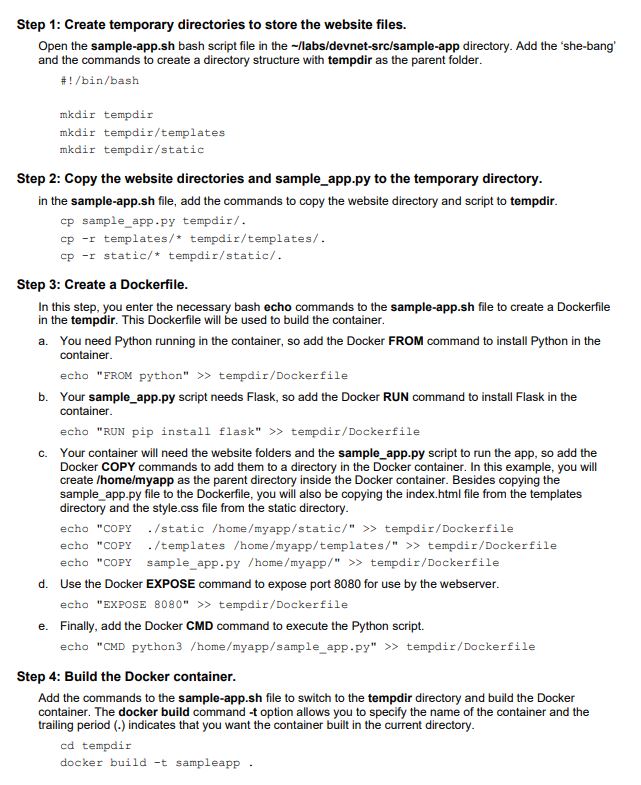 Step 1: Create temporary directories to store the website files.
Open the sample-app.sh bash script file in the ~/labs/devnet-src/sample-app directory. Add the 'she-bang'
and the commands to create a directory structure with tempdir as the parent folder.
#!/bin/bash
mkdir tempdir
mkdir tempdir/templates
mkdir tempdir/static
Step 2: Copy the website directories and sample_app.py to the temporary directory.
in the sample-app.sh file, add the commands to copy the website directory and script to tempdir.
cp sample_app.py tempdir/.
cp -r templates/* tempdir/templates/.
cp -r static/* tempdir/static/.
Step 3: Create a Dockerfile.
In this step, you enter the necessary bash echo commands to the sample-app.sh file to create a Dockerfile
in the tempdir. This Dockerfile will be used to build the container.
a. You need Python running in the container, so add the Docker FROM command to install Python in the
container.
echo "FROM python" >> tempdir/Dockerfile
b. Your sample_app.py script needs Flask, so add the Docker RUN command to install Flask in the
container.
echo "RUN pip install flask" >> tempdir/Dockerfile
c. Your container will need the website folders and the sample_app.py script to run the app, so add the
Docker COPY commands to add them to a directory in the Docker container. In this example, you will
create /home/myapp as the parent directory inside the Docker container. Besides copying the
sample_app.py file to the Dockerfile, you will also be copying the index.html file from the templates
directory and the style.css file from the static directory.
echo "COPY  ./static /home/myapp/static/" >> tempdir/Dockerfile
echo "COPY  ./templates /home/myapp/templates/" >> tempdir/Dockerfile
echo "COPY  sample_app.py /home/myapp/" >> tempdir/Dockerfile
d. Use the Docker EXPOSE command to expose port 8080 for use by the webserver.
echo "EXPOSE 8080" >> tempdir/Dockerfile
e. Finally, add the Docker CMD command to execute the Python script.
echo "CMD python3 /home/myapp/sample_app.py" >> tempdir/Dockerfile
Step 4: Build the Docker container.
Add the commands to the sample-app.sh file to switch to the tempdir directory and build the Docker
container. The docker build command -t option allows you to specify the name of the container and the
trailing period (.) indicates that you want the container built in the current directory.
cd tempdir
docker build -t sampleapp .